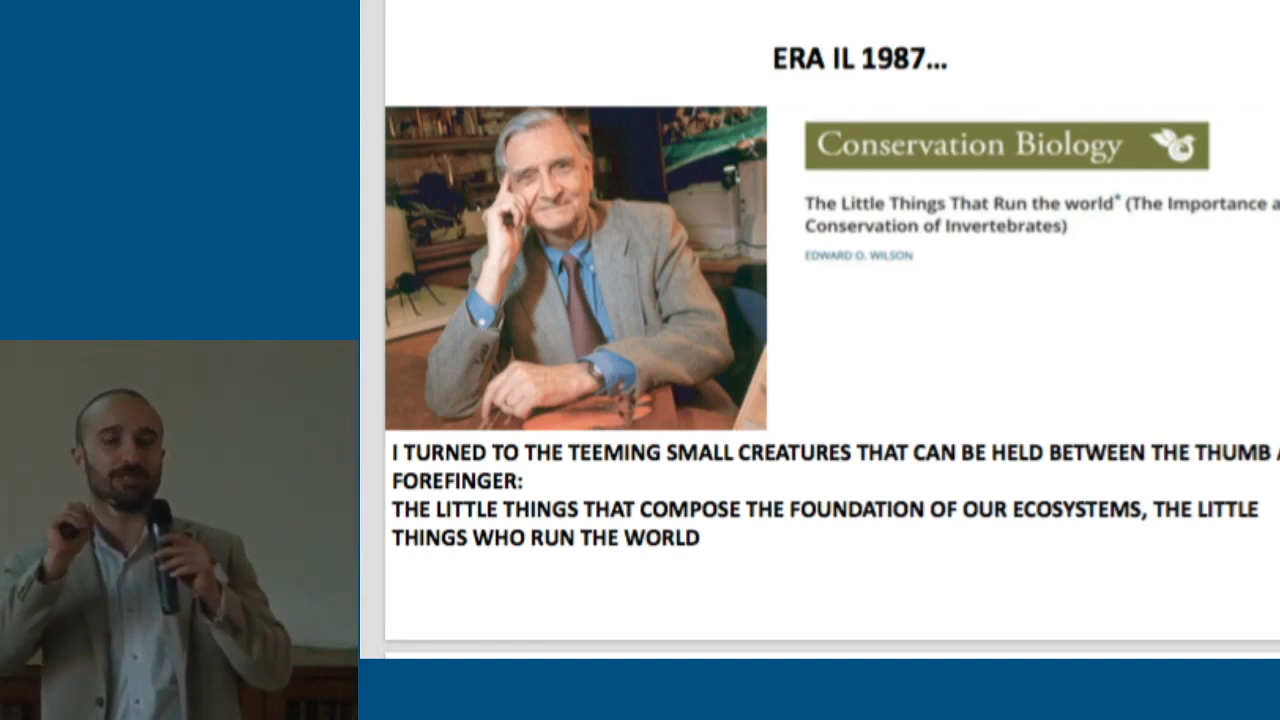 ERA IL 1987...
Conservation Biology
The Little Things That Run the world* (The Importance a
Conservation of Invertebrates)
EDWARD O. WILSON
I TURNED TO THE TEEMING SMALL CREATURES THAT CAN BE HELD BETWEEN THE THUMB A
FOREFINGER:
THE LITTLE THINGS THAT COMPOSE THE FOUNDATION OF OUR ECOSYSTEMS, THE LITTLE
THINGS WHO RUN THE WORLD